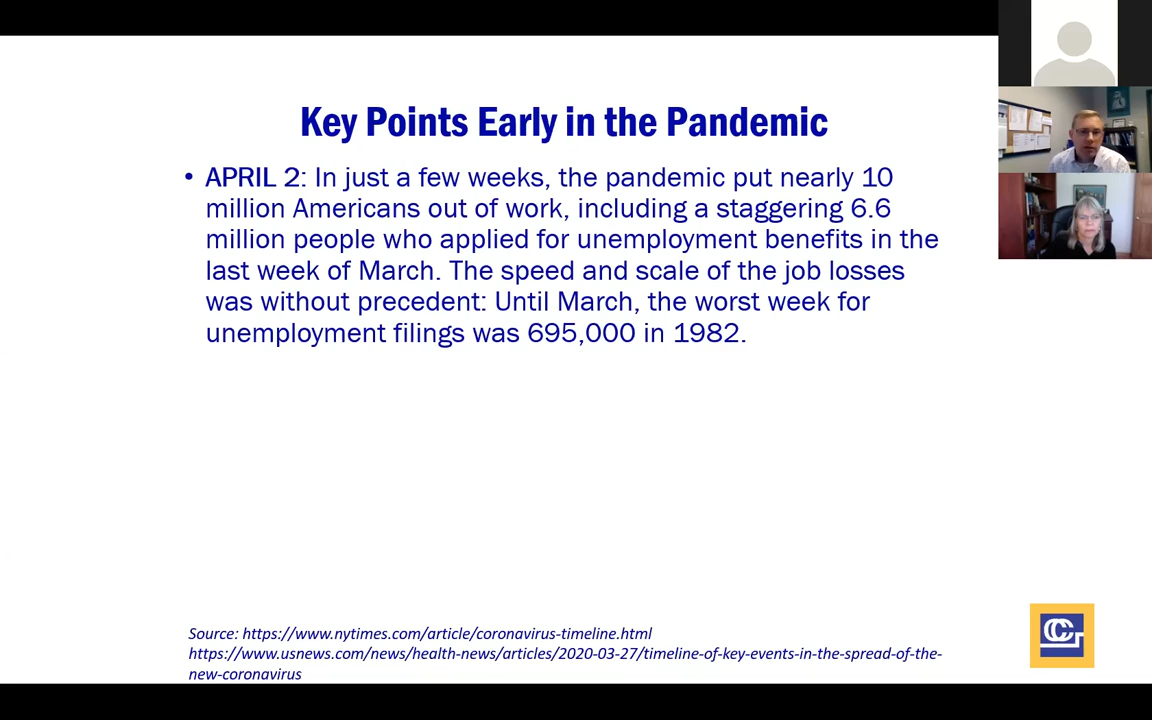 Key Points Early in the Pandemic
• APRIL 2: In just a few weeks, the pandemic put nearly 10
million Americans out of work, including a staggering 6.6
million people who applied for unemployment benefits in the
last week of March. The speed and scale of the job losses
was without precedent: Until March, the worst week for
unemployment filings was 695,000 in 1982.
Source: https://www.nytimes.com/article/coronavirus-timeline.html
https://www.usnews.com/news/health-news/articles/2020-03-27/timeline-of-key-events-in-the-spread-of-the-
new-coronavirus